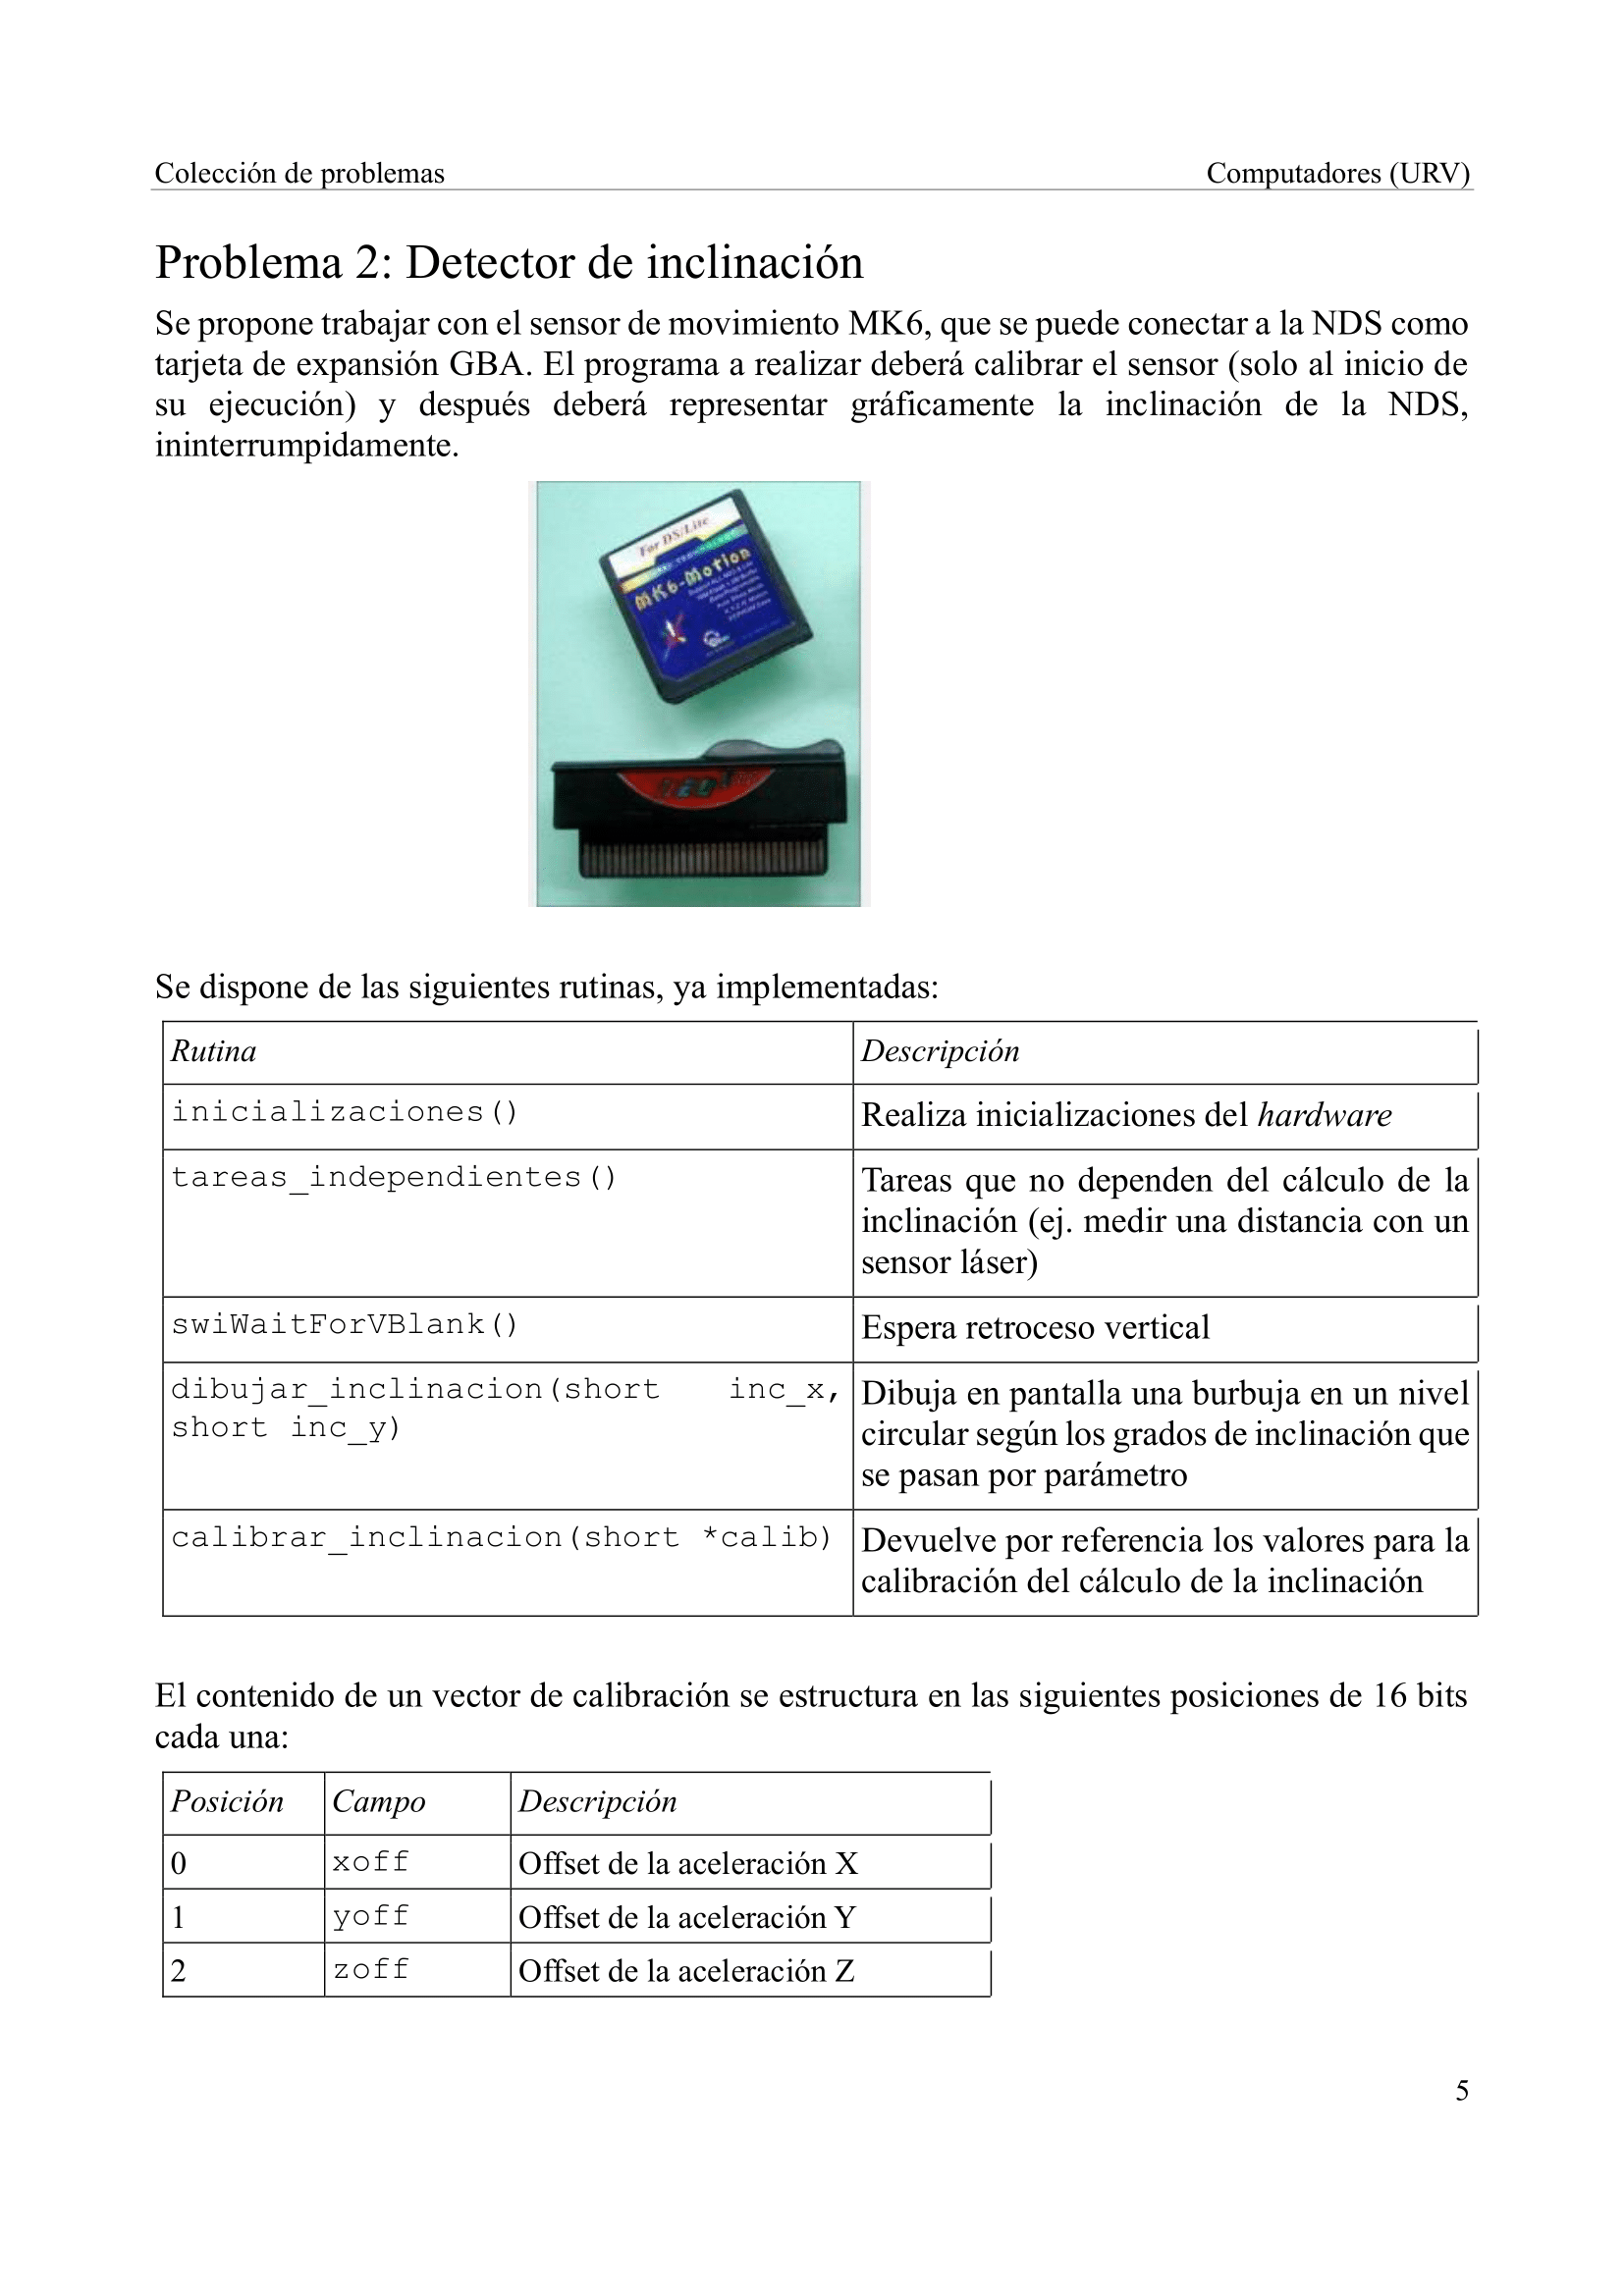 Colección de problemas
Computadores (URV)
Problema 2: Detector de inclinación
Se propone trabajar con el sensor de movimiento MK6, que se puede conectar a la NDS como
tarjeta de expansión GBA. El programa a realizar deberá calibrar el sensor (solo al inicio de
su ejecución) y después deberá representar gráficamente la inclinación de la NDS,
ininterrumpidamente.
For DS/Lite
MK6-Motion
Se dispone de las siguientes rutinas, ya implementadas:
Rutina
Descripción
inicializaciones()
Realiza inicializaciones del hardware
tareas_independientes()
Tareas que no dependen del cálculo de la
inclinación (ej. medir una distancia con un
sensor láser)
swiWaitForVBlank()
Espera retroceso vertical
dibujar_inclinacion(short inc_x,
short inc_y)
Dibuja en pantalla una burbuja en un nivel
circular según los grados de inclinación que
se pasan por parámetro
calibrar_inclinacion(short *calib)
Devuelve por referencia los valores para la
calibración del cálculo de la inclinación
El contenido de un vector de calibración se estructura en las siguientes posiciones de 16 bits
cada una:
Posición
Campo
Descripción
0
xoff
Offset de la aceleración X
1
yoff
Offset de la aceleración Y
2
zoff
Offset de la aceleración Z
5